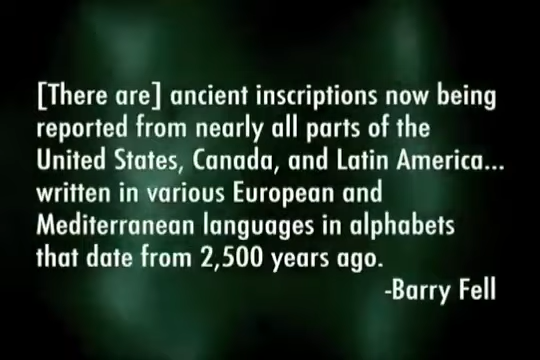 [There are] ancient inscriptions now being
reported from nearly all parts of the
United States, Canada, and Latin America...
written in various European and
Mediterranean languages in alphabets
that date from 2,500 years ago.
-Barry Fell